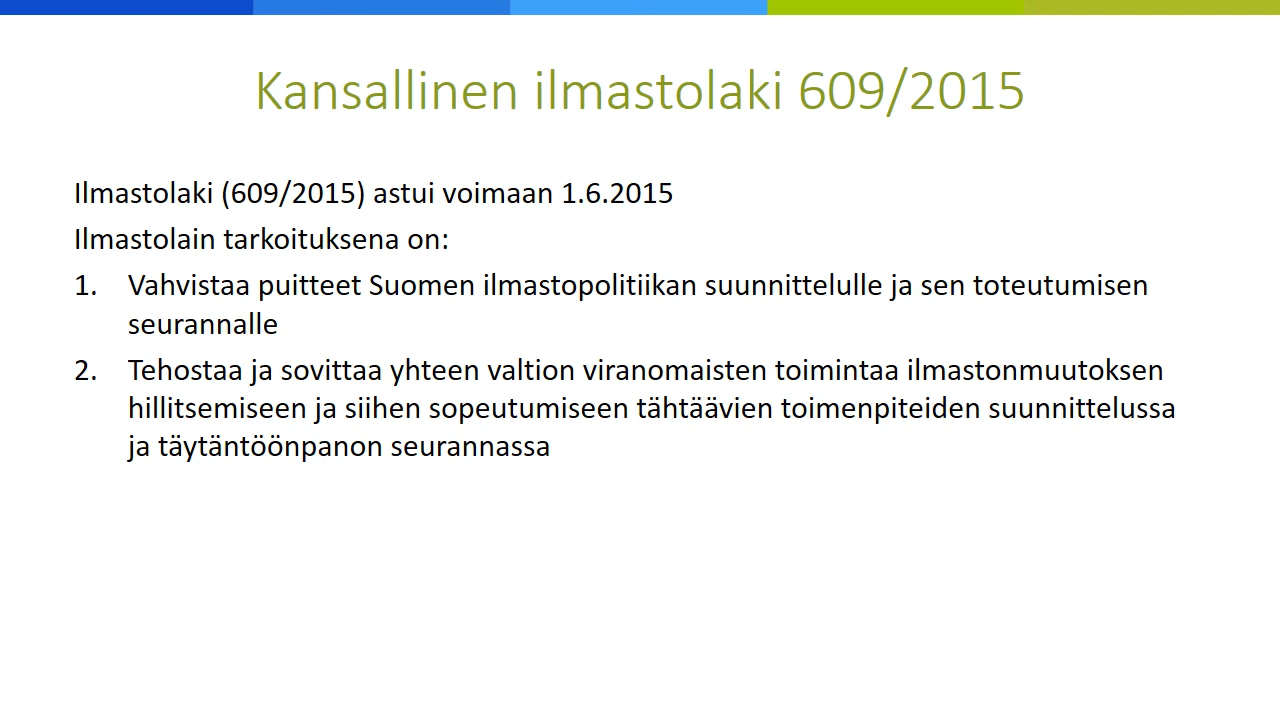 Kansallinen ilmastolaki 609/2015
Ilmastolaki (609/2015) astui voimaan 1.6.2015
Ilmastolain tarkoituksena on:
1. Vahvistaa puitteet Suomen ilmastopolitiikan suunnittelulle ja sen toteutumisen
seurannalle
2. Tehostaa ja sovittaa yhteen valtion viranomaisten toimintaa ilmastonmuutoksen
hillitsemiseen ja siihen sopeutumiseen tähtäävien toimenpiteiden suunnittelussa
ja täytäntöönpanon seurannassa